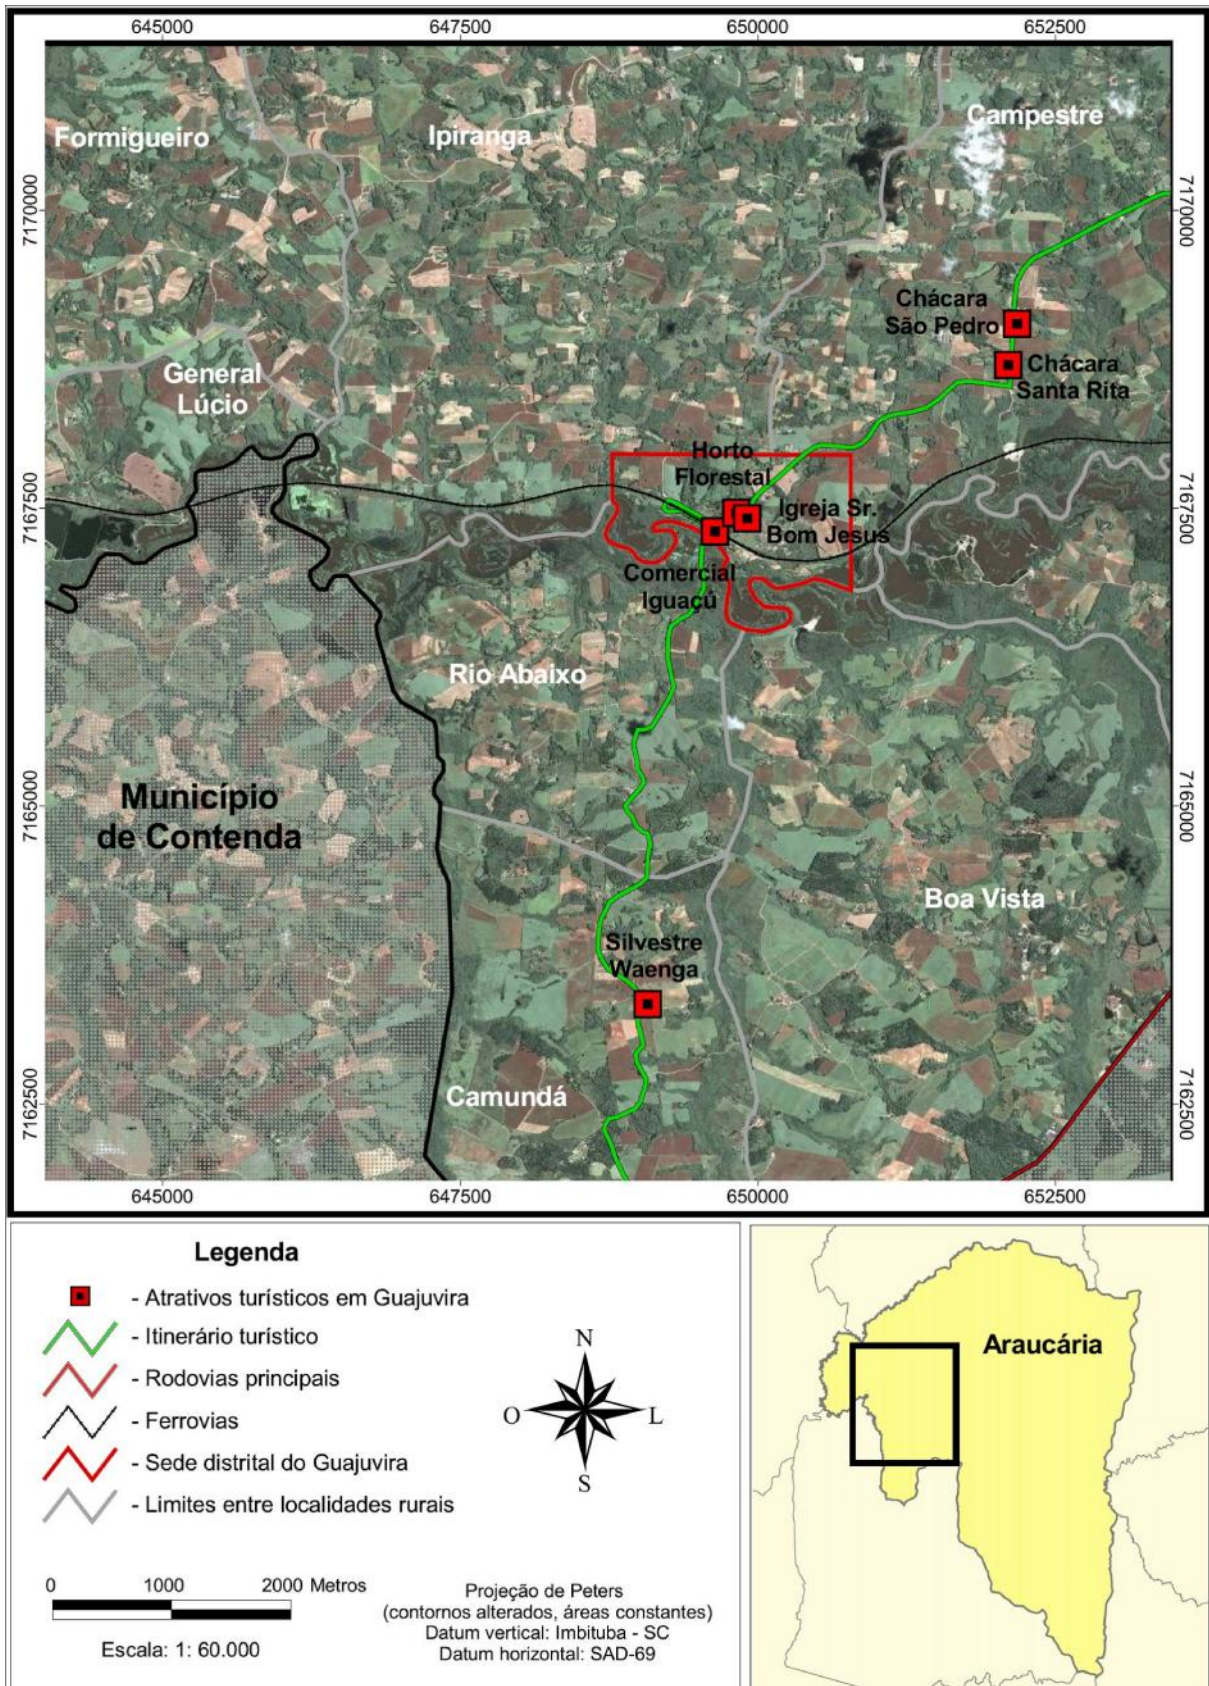 645000
647500
650000
652500
Formigueiro
Ipiranga
Campestre
7170000
7170000
Chácara
São Pedro
Chácara
Santa Rita
General
Lúcio
Horto
Florestal
7167500
7167500
Igreja Sr.
Bom Jesus
Comercial
Iguaçú
Rio Abaixo
Município
de Contenda
7165000
7165000
Boa Vista
Silvestre
Waenga
Camundá
7162500
7162500
645000
647500
650000
652500
Legenda
- Atrativos turísticos em Guajuvira
- Itinerário turístico
- Rodovias principais
- Ferrovias
- Sede distrital do Guajuvira
- Limites entre localidades rurais
N
O
L
S
0 1000 2000 Metros
Escala: 1: 60.000
Projeção de Peters
(contornos alterados, áreas constantes)
Datum vertical: Imbituba - SC
Datum horizontal: SAD-69
Araucária